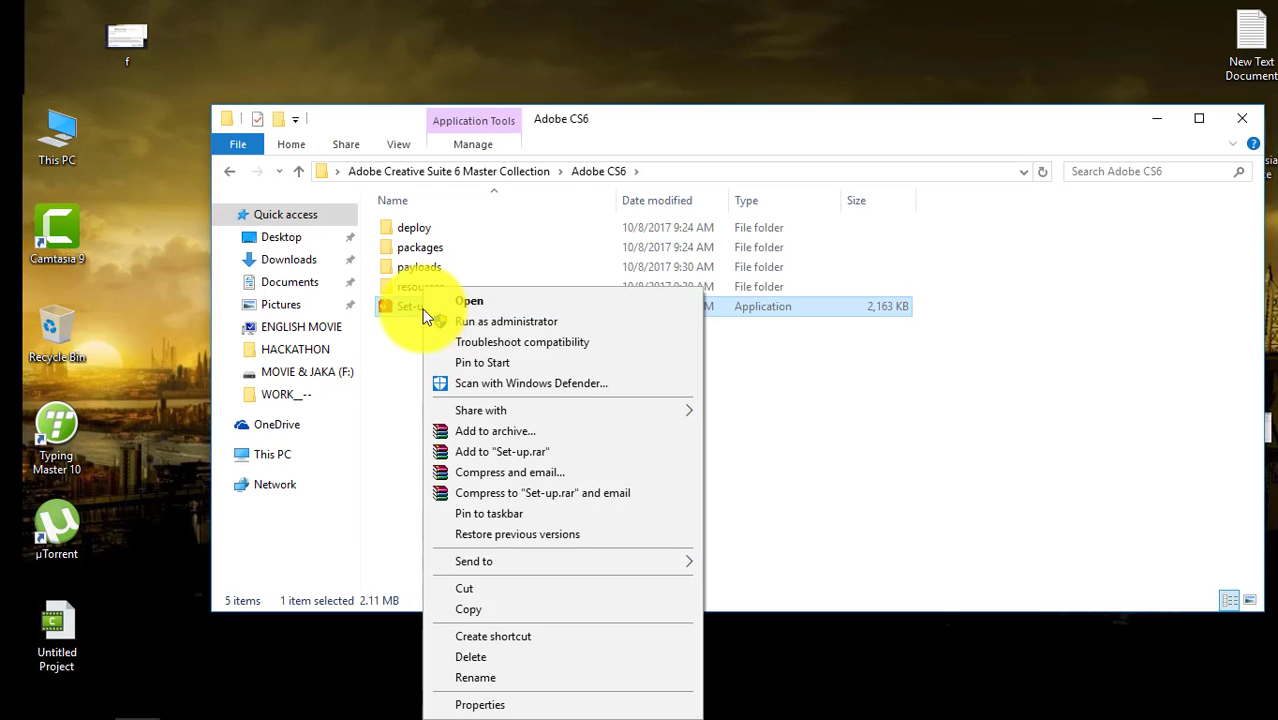 f
New Text
Document
This PC
Camtasia 9
Recycle Bin
Typing
Master 10
µTorrent
Untitled
Project
Application Tools
Adobe CS6
File
Home
Share
View
Manage
Adobe Creative Suite 6 Master Collection
Adobe CS6
Search Adobe CS6
Quick access
Desktop
Downloads
Documents
Pictures
ENGLISH MOVIE
HACKATHON
MOVIE & JAKA (F:)
WORK__--
OneDrive
This PC
Network
Name Date modified Type Size
deploy 10/8/2017 9:24 AM File folder
packages 10/8/2017 9:24 AM File folder
payloads 10/8/2017 9:30 AM File folder
File folder
Application 2,163 KB
Open
Run as administrator
Troubleshoot compatibility
Pin to Start
Scan with Windows Defender...
Share with
Add to archive...
Add to "Set-up.rar"
Compress and email...
Compress to "Set-up.rar" and email
Pin to taskbar
Restore previous versions
Send to
Cut
Copy
Create shortcut
Delete
Rename
Properties
5 items 1 item selected 2.11 MB